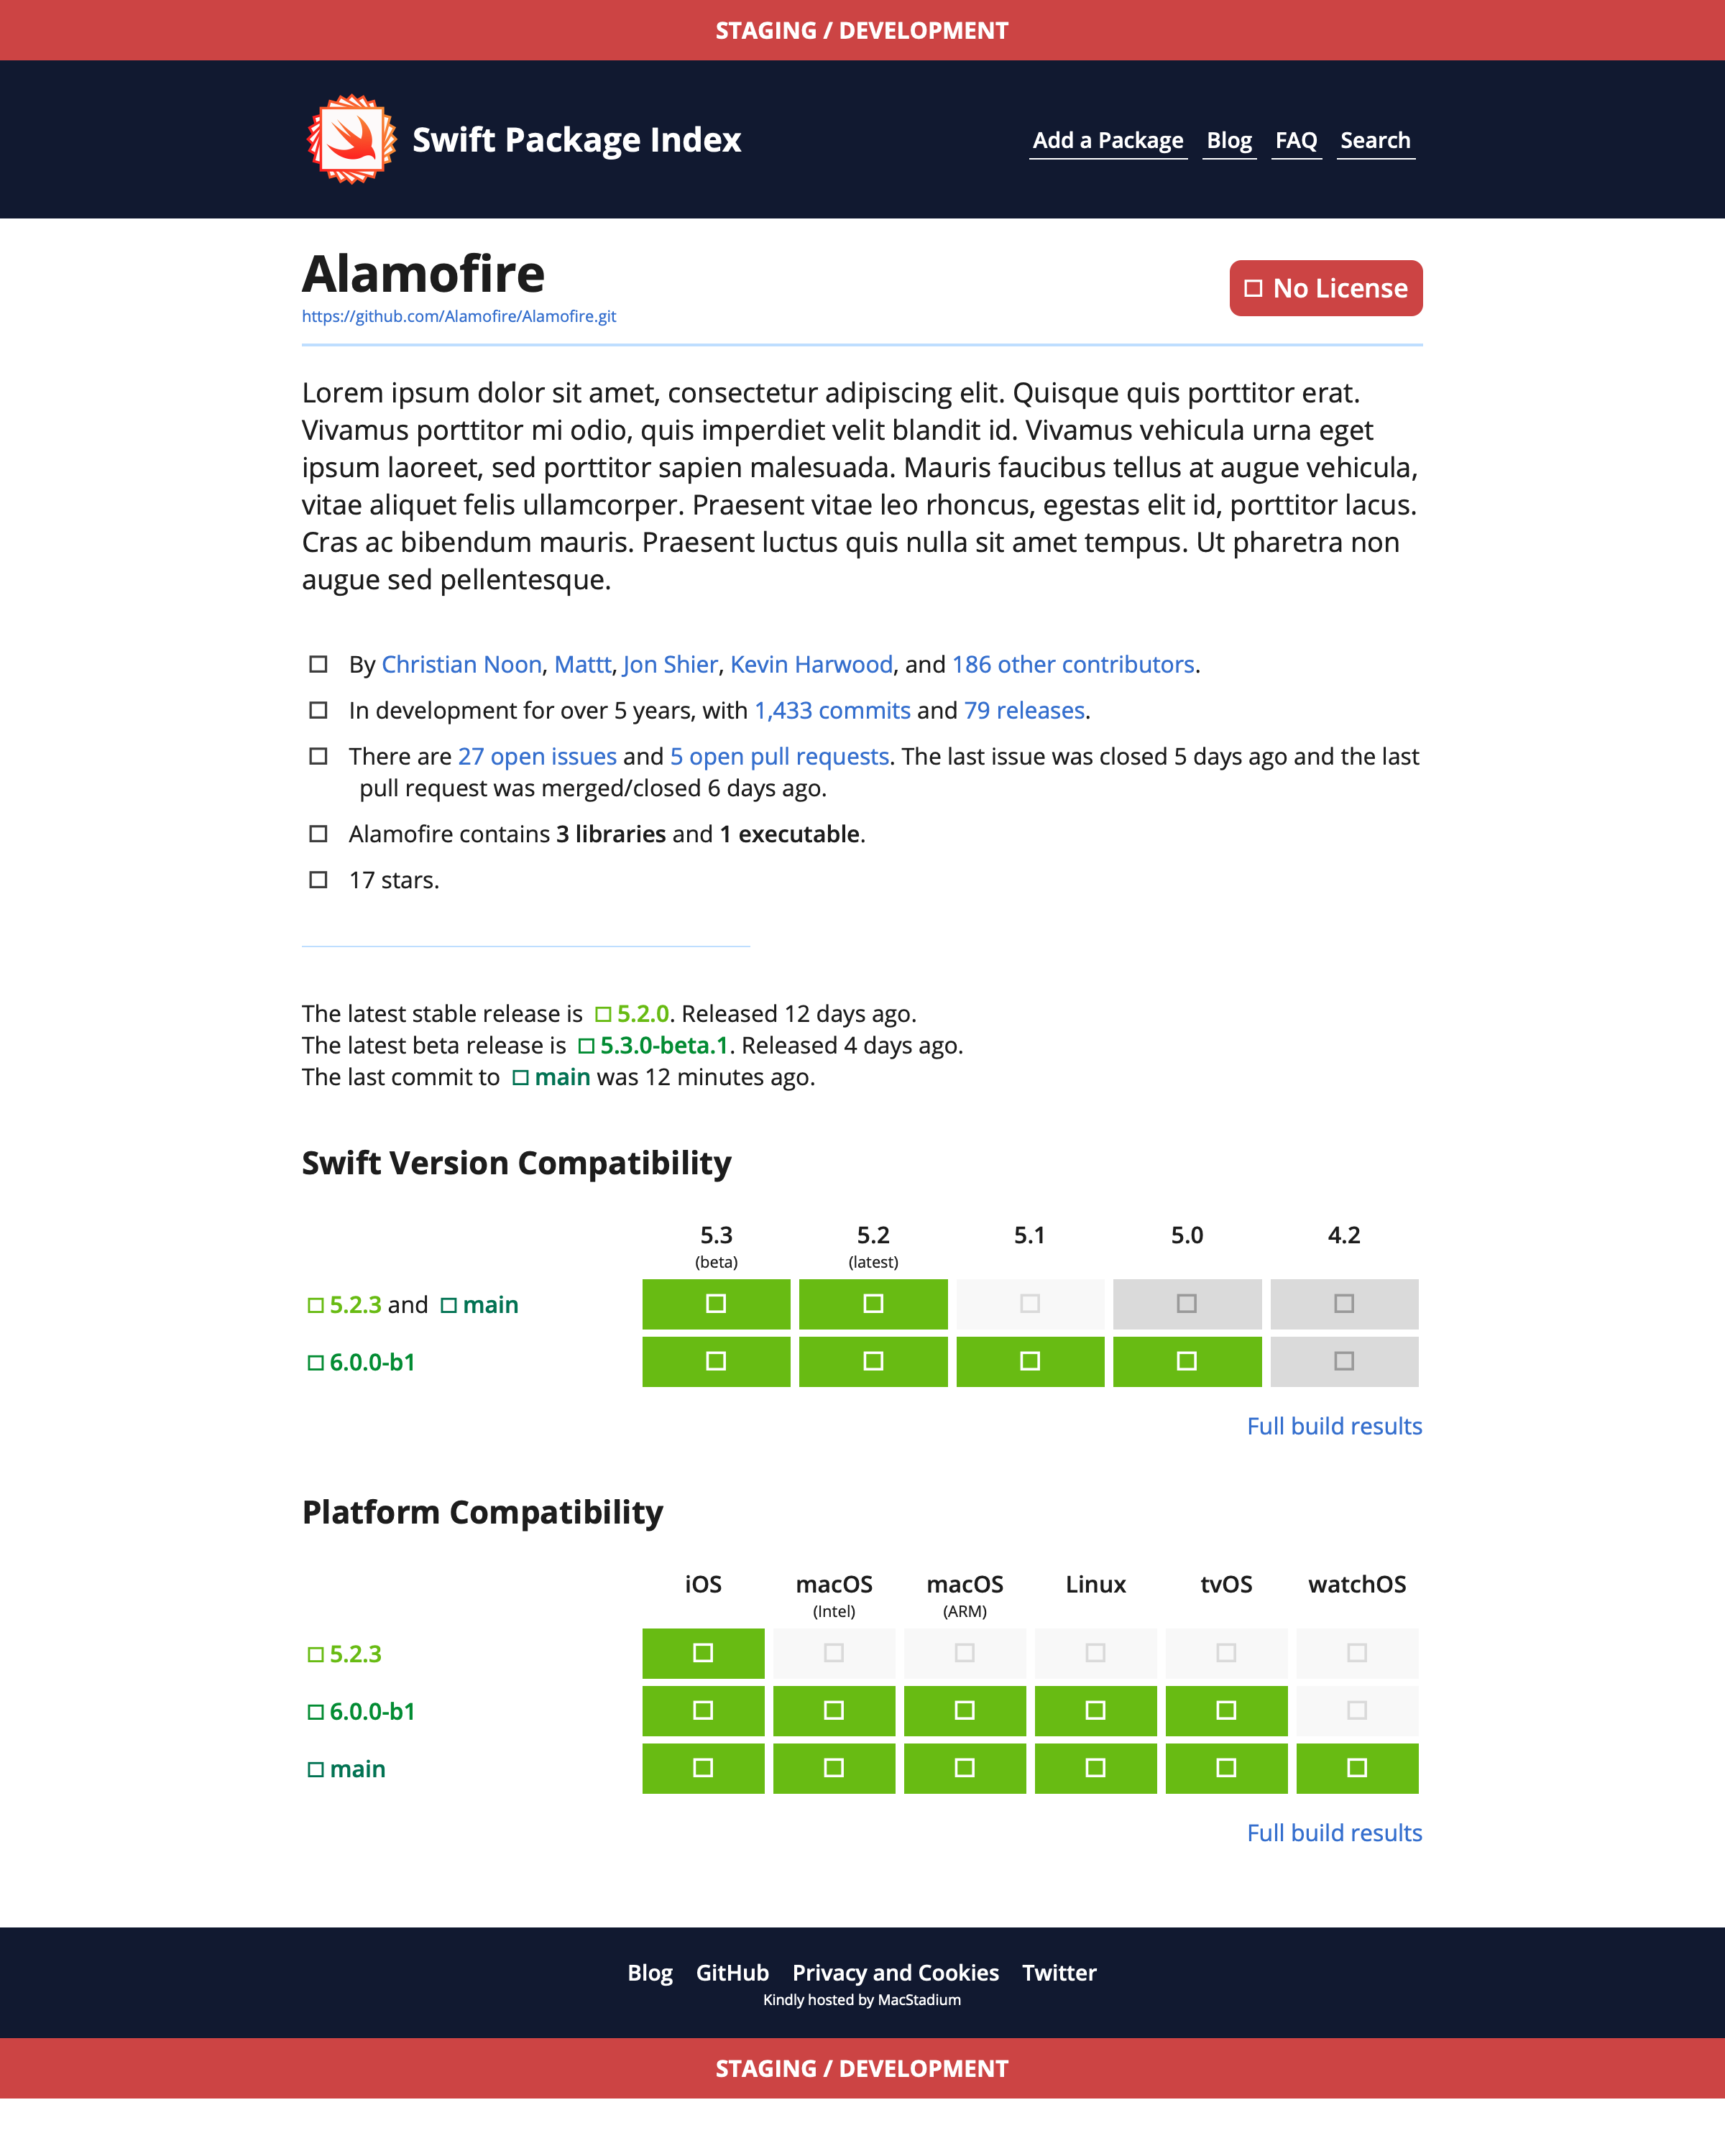 STAGING / DEVELOPMENT
Swift Package Index
Add a Package Blog FAQ Search
Alamofire
No License
https://github.com/Alamofire/Alamofire.git
Lorem ipsum dolor sit amet, consectetur adipiscing elit. Quisque quis porttitor erat.
Vivamus porttitor mi odio, quis imperdiet velit blandit id. Vivamus vehicula urna eget
ipsum laoreet, sed porttitor sapien malesuada. Mauris faucibus tellus at augue vehicula,
vitae aliquet felis ullamcorper. Praesent vitae leo rhoncus, egestas elit id, porttitor lacus.
Cras ac bibendum mauris. Praesent luctus quis nulla sit amet tempus. Ut pharetra non
augue sed pellentesque.
By Christian Noon, Mattt, Jon Shier, Kevin Harwood, and 186 other contributors.
In development for over 5 years, with 1,433 commits and 79 releases.
There are 27 open issues and 5 open pull requests. The last issue was closed 5 days ago and the last
pull request was merged/closed 6 days ago.
Alamofire contains 3 libraries and 1 executable.
17 stars.
The latest stable release is 5.2.0. Released 12 days ago.
The latest beta release is 5.3.0-beta.1. Released 4 days ago.
The last commit to main was 12 minutes ago.
Swift Version Compatibility
5.3 5.2 5.1 5.0 4.2
(beta) (latest)
5.2.3 and main
6.0.0-b1
Full build results
Platform Compatibility
iOS macOS macOS Linux tvOS watchOS
(Intel) (ARM)
5.2.3
6.0.0-b1
main
Full build results
Blog GitHub Privacy and Cookies Twitter
Kindly hosted by MacStadium
STAGING / DEVELOPMENT